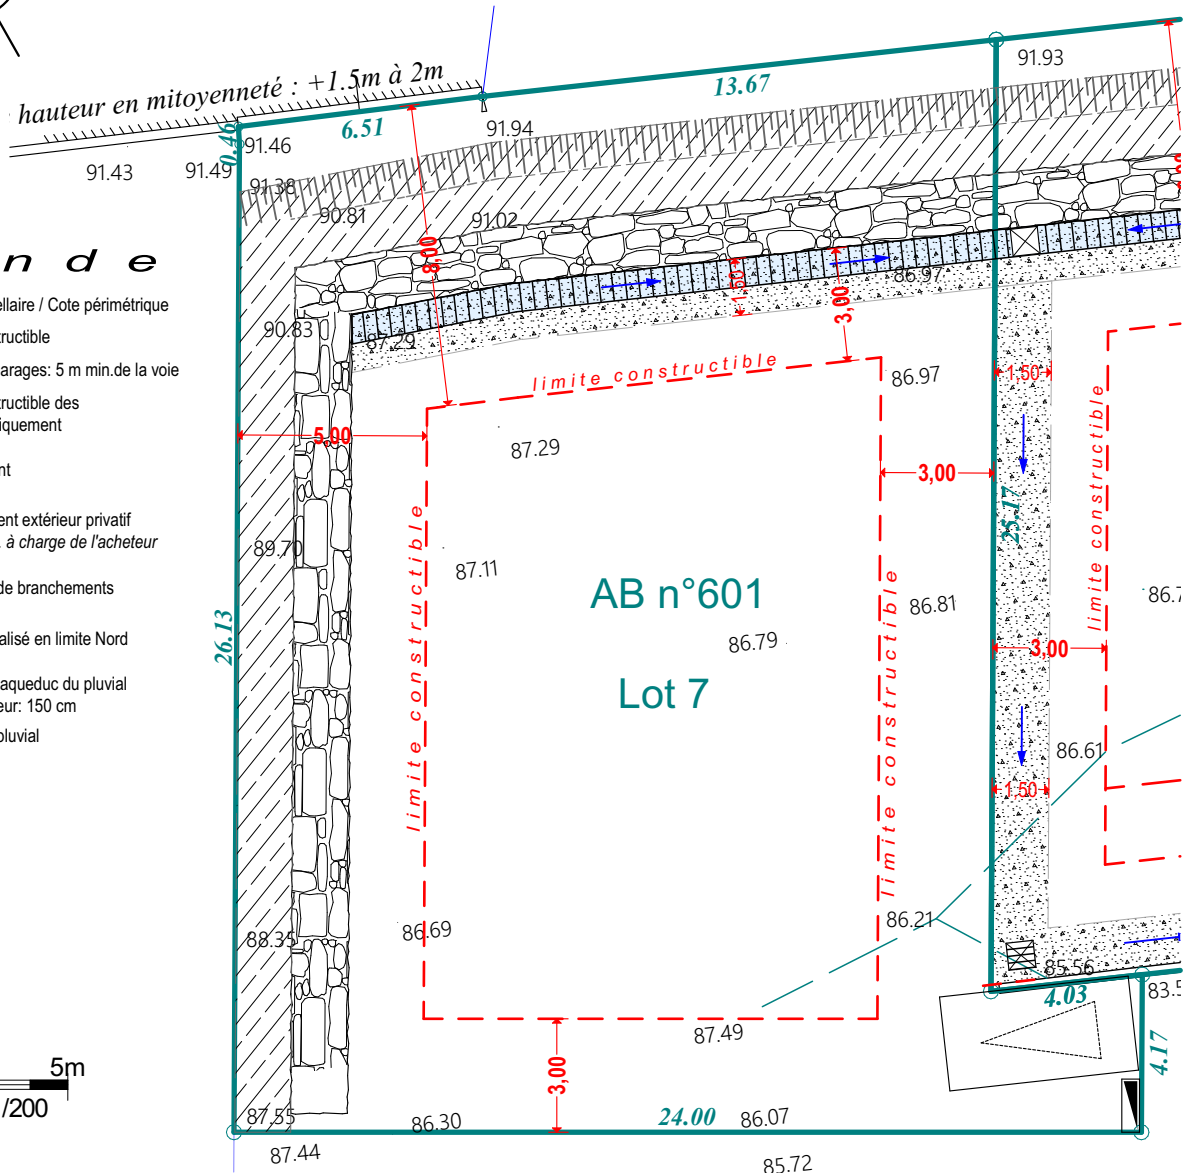 hauteur en mitoyenneté : +1.5m à 2m
13.67
91.93
6.51
91.94
0.46
91.46
91.43
91.49
91.38
90.81
91.02
8,00
n d e
ellaire / Cote périmétrique
tructible
arages: 5 m min.de la voie
tructible des
iquement
nt
ent extérieur privatif
. à charge de l'acheteur
de branchements
alisé en limite Nord
aqueduc du pluvial
eur: 150 cm
pluvial
86.97
1,50
3,00
90.83
87.29
limite constructible
86.97
1,50
5,00
87.29
3,00
limite constructible
25.17
limite constructible
89.70
87.11
AB n°601
86.81
86.79
26.13
3,00
Lot 7
limite constructible
86.61
1,50
86.69
86.21
88.35
85.56
4.03
87.49
3,00
4.17
5m
/200
87.55
86.30
24.00
86.07
87.44
85.72